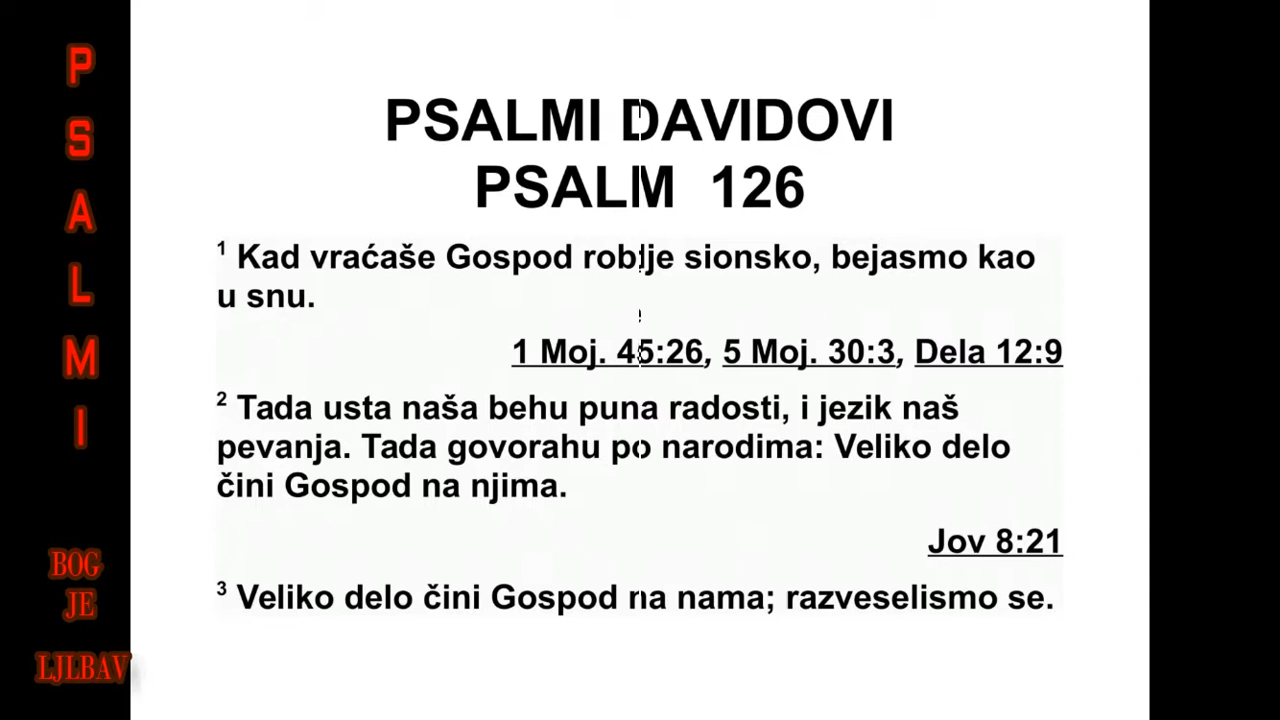 P
S
A
L
M
I
BOG
JE
LJLBAV
PSALMI DAVIDOVI
PSALM 126
1 Kad vraćaše Gospod roblje sionsko, bejasmo kao
u snu.
1 Moj. 45:26, 5 Moj. 30:3, Dela 12:9
2 Tada usta naša behu puna radosti, i jezik naš
pevanja. Tada govorahu po narodima: Veliko delo
čini Gospod na njima.
Jov 8:21
3 Veliko delo čini Gospod na nama; razveselismo se.